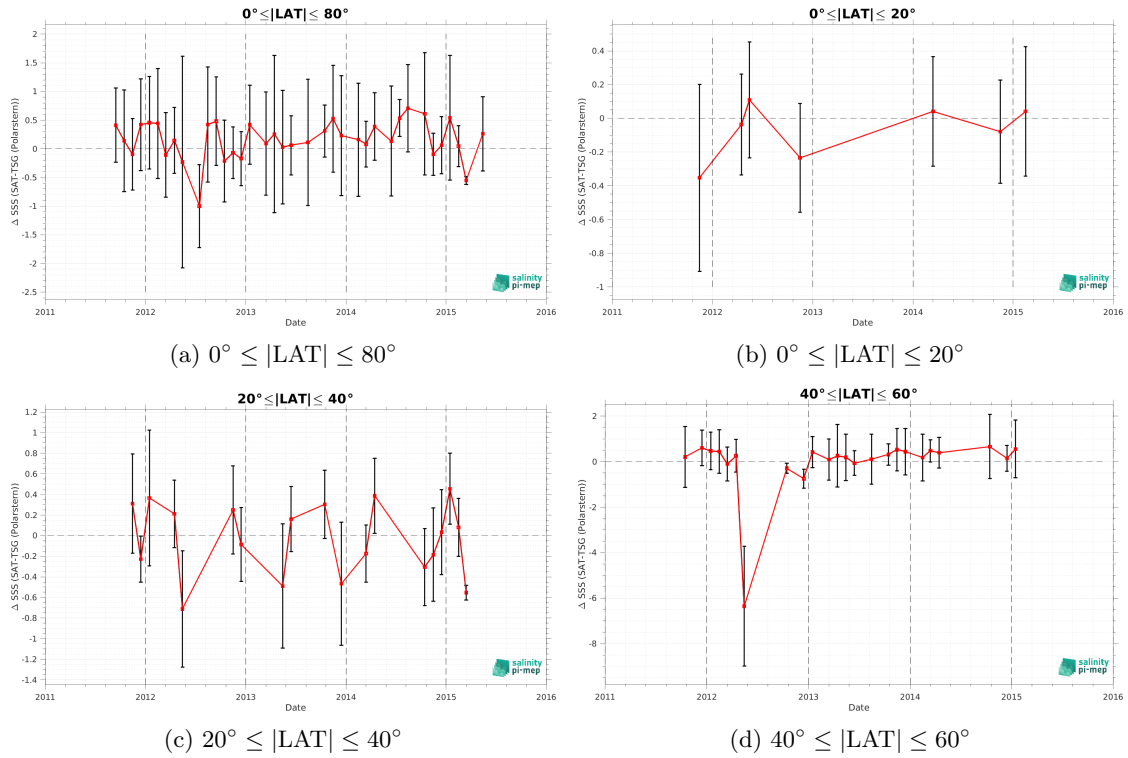 0°≤|LAT|≤ 80°
Δ SSS (SAT-TSG (Polarstern))
2
1.5
1
0.5
0
-0.5
-1
-1.5
-2
-2.5
2011
2012
2013
2014
2015
2016
Date
salinity
pi-mep
(a) 0° ≤ |LAT| ≤ 80°
0°≤|LAT|≤ 20°
Δ SSS (SAT-TSG (Polarstern))
0.4
0.2
0
-0.2
-0.4
-0.6
-0.8
-1
2011
2012
2013
2014
2015
2016
Date
salinity
pi-mep
(b) 0° ≤ |LAT| ≤ 20°
20°≤|LAT|≤ 40°
Δ SSS (SAT-TSG (Polarstern))
1.2
1
0.8
0.6
0.4
0.2
0
-0.2
-0.4
-0.6
-0.8
-1
-1.2
-1.4
2011
2012
2013
2014
2015
2016
Date
salinity
pi-mep
(c) 20° ≤ |LAT| ≤ 40°
40°≤|LAT|≤ 60°
Δ SSS (SAT-TSG (Polarstern))
2
0
-2
-4
-6
-8
2011
2012
2013
2014
2015
2016
Date
salinity
pi-mep
(d) 40° ≤ |LAT| ≤ 60°